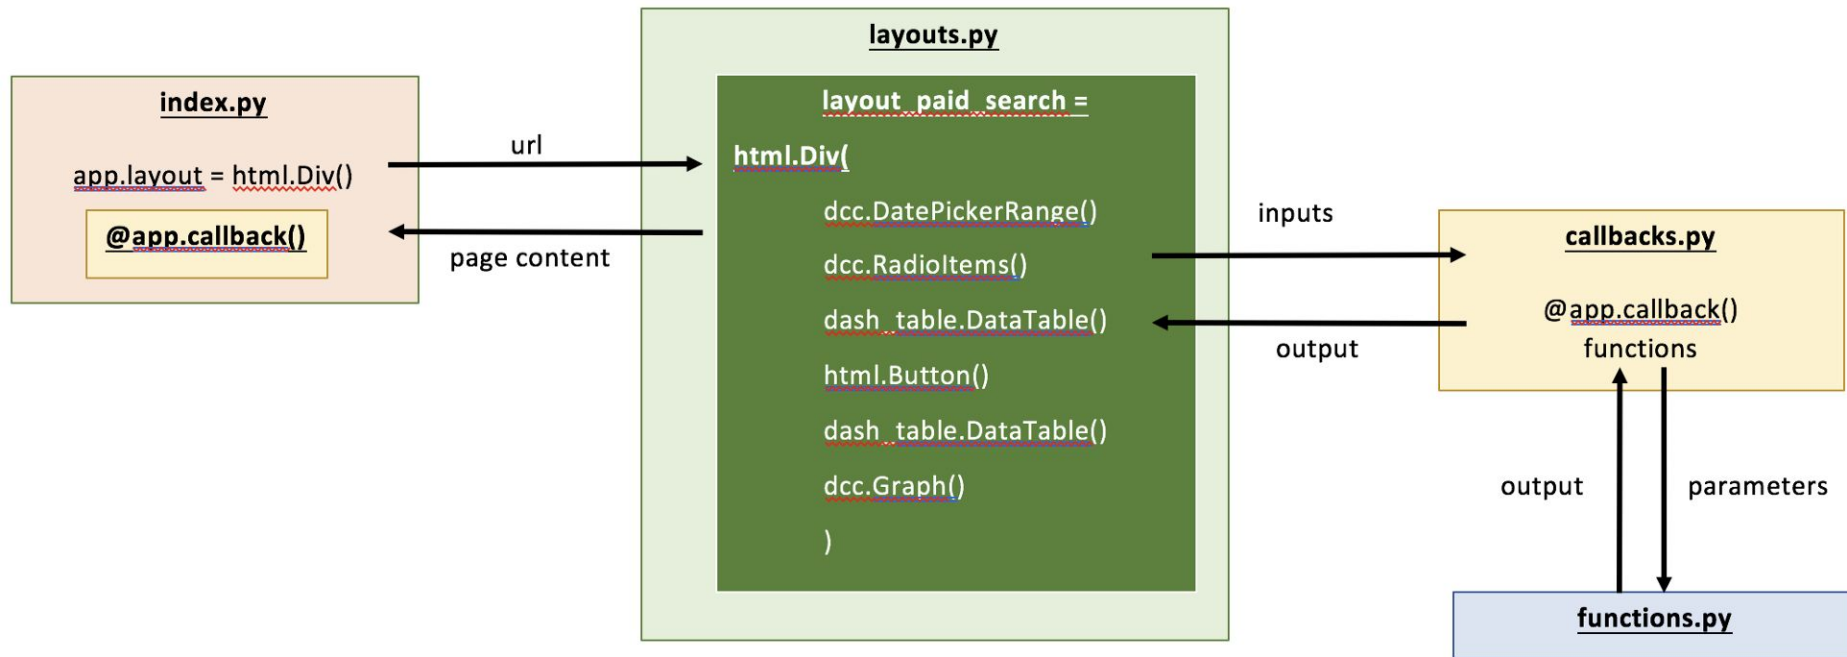 index.py
app.layout = html.Div()
@app.callback()
url
page content
layouts.py
layout_paid_search =
html.Div(
dcc.DatePickerRange()
dcc.RadioItems()
dash_table.DataTable()
html.Button()
dash_table.DataTable()
dcc.Graph()
)
inputs
output
callbacks.py
@app.callback()
functions
output
parameters
functions.py